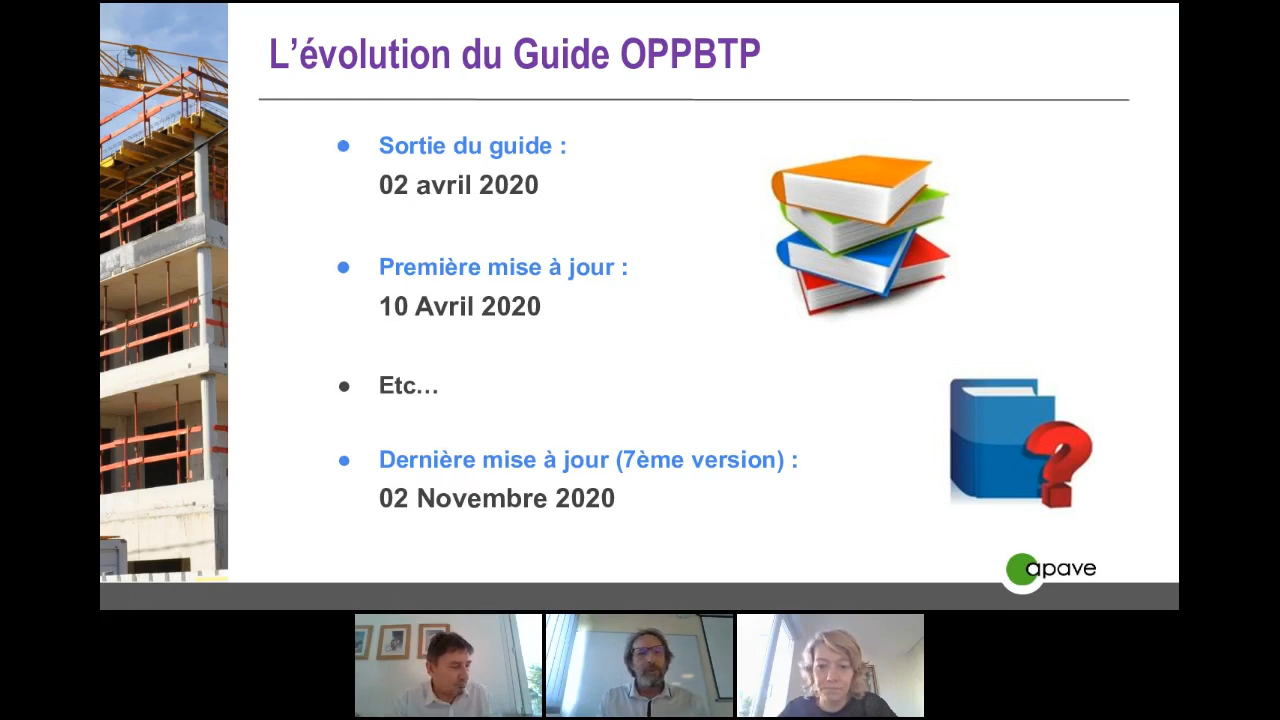 L’évolution du Guide OPPBTP
Sortie du guide :
02 avril 2020
Première mise à jour :
10 Avril 2020
Etc…
Dernière mise à jour (7ème version) :
02 Novembre 2020
apave